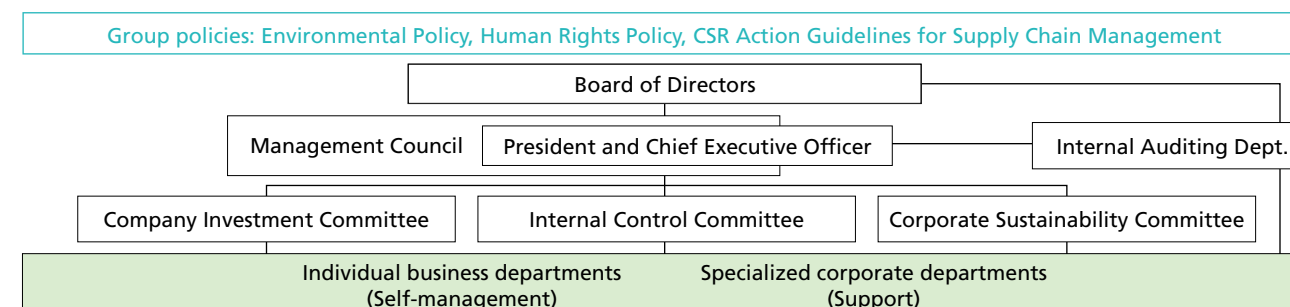 Group policies: Environmental Policy, Human Rights Policy, CSR Action Guidelines for Supply Chain Management
Board of Directors
Management Council
President and Chief Executive Officer
Internal Auditing Dept.
Company Investment Committee
Internal Control Committee
Corporate Sustainability Committee
Individual business departments
(Self-management)
Specialized corporate departments
(Support)